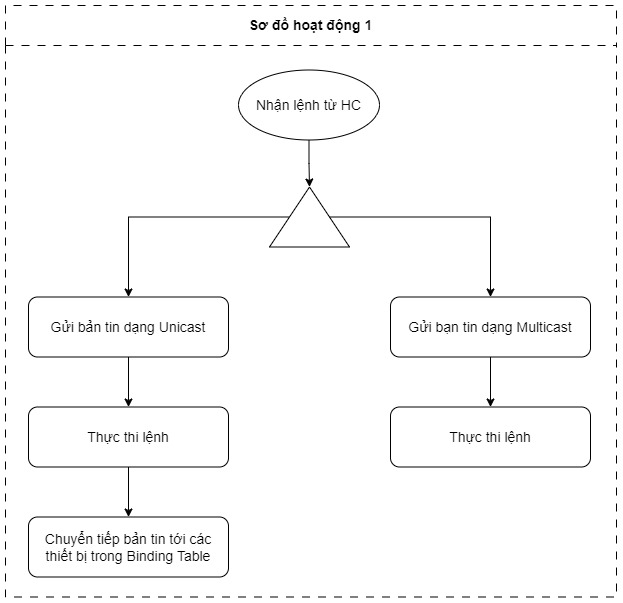 Sơ đồ hoạt động 1
Nhận lệnh từ HC
Gửi bản tin dạng Unicast
Gửi bạn tin dạng Multicast
Thực thi lệnh
Thực thi lệnh
Chuyển tiếp bản tin tới các
thiết bị trong Binding Table